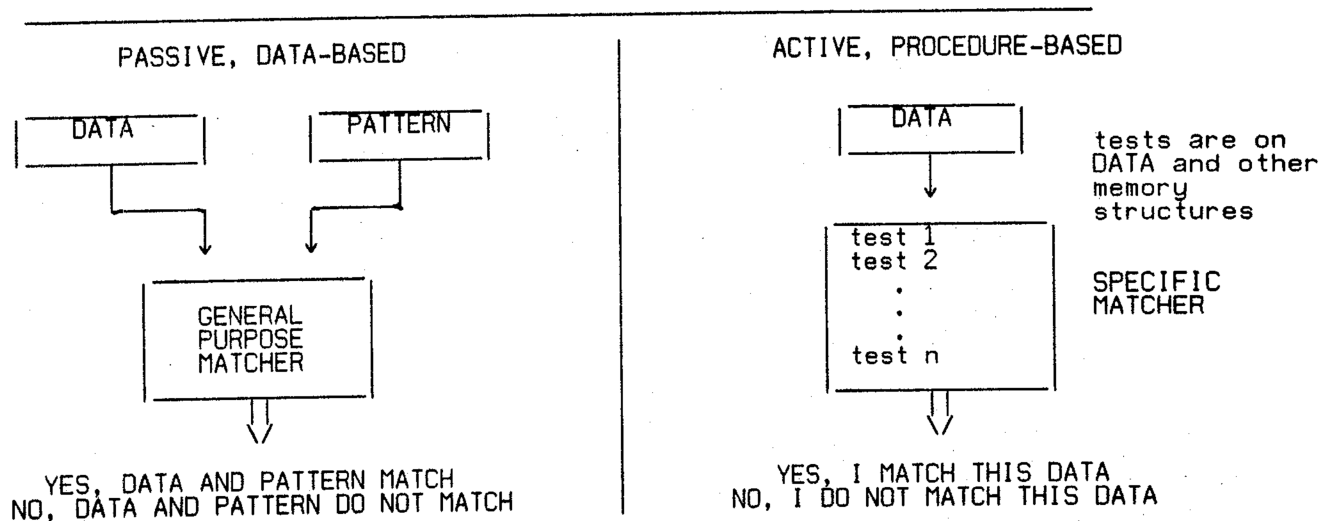 PASSIVE, DATA-BASED
DATA
PATTERN
GENERAL
PURPOSE
MATCHER
YES, DATA AND PATTERN MATCH
NO, DATA AND PATTERN DO NOT MATCH
ACTIVE, PROCEDURE-BASED
DATA
tests are on
DATA and other
memory
structures
test 1
test 2
.
.
.
test n
SPECIFIC
MATCHER
YES, I MATCH THIS DATA
NO, I DO NOT MATCH THIS DATA